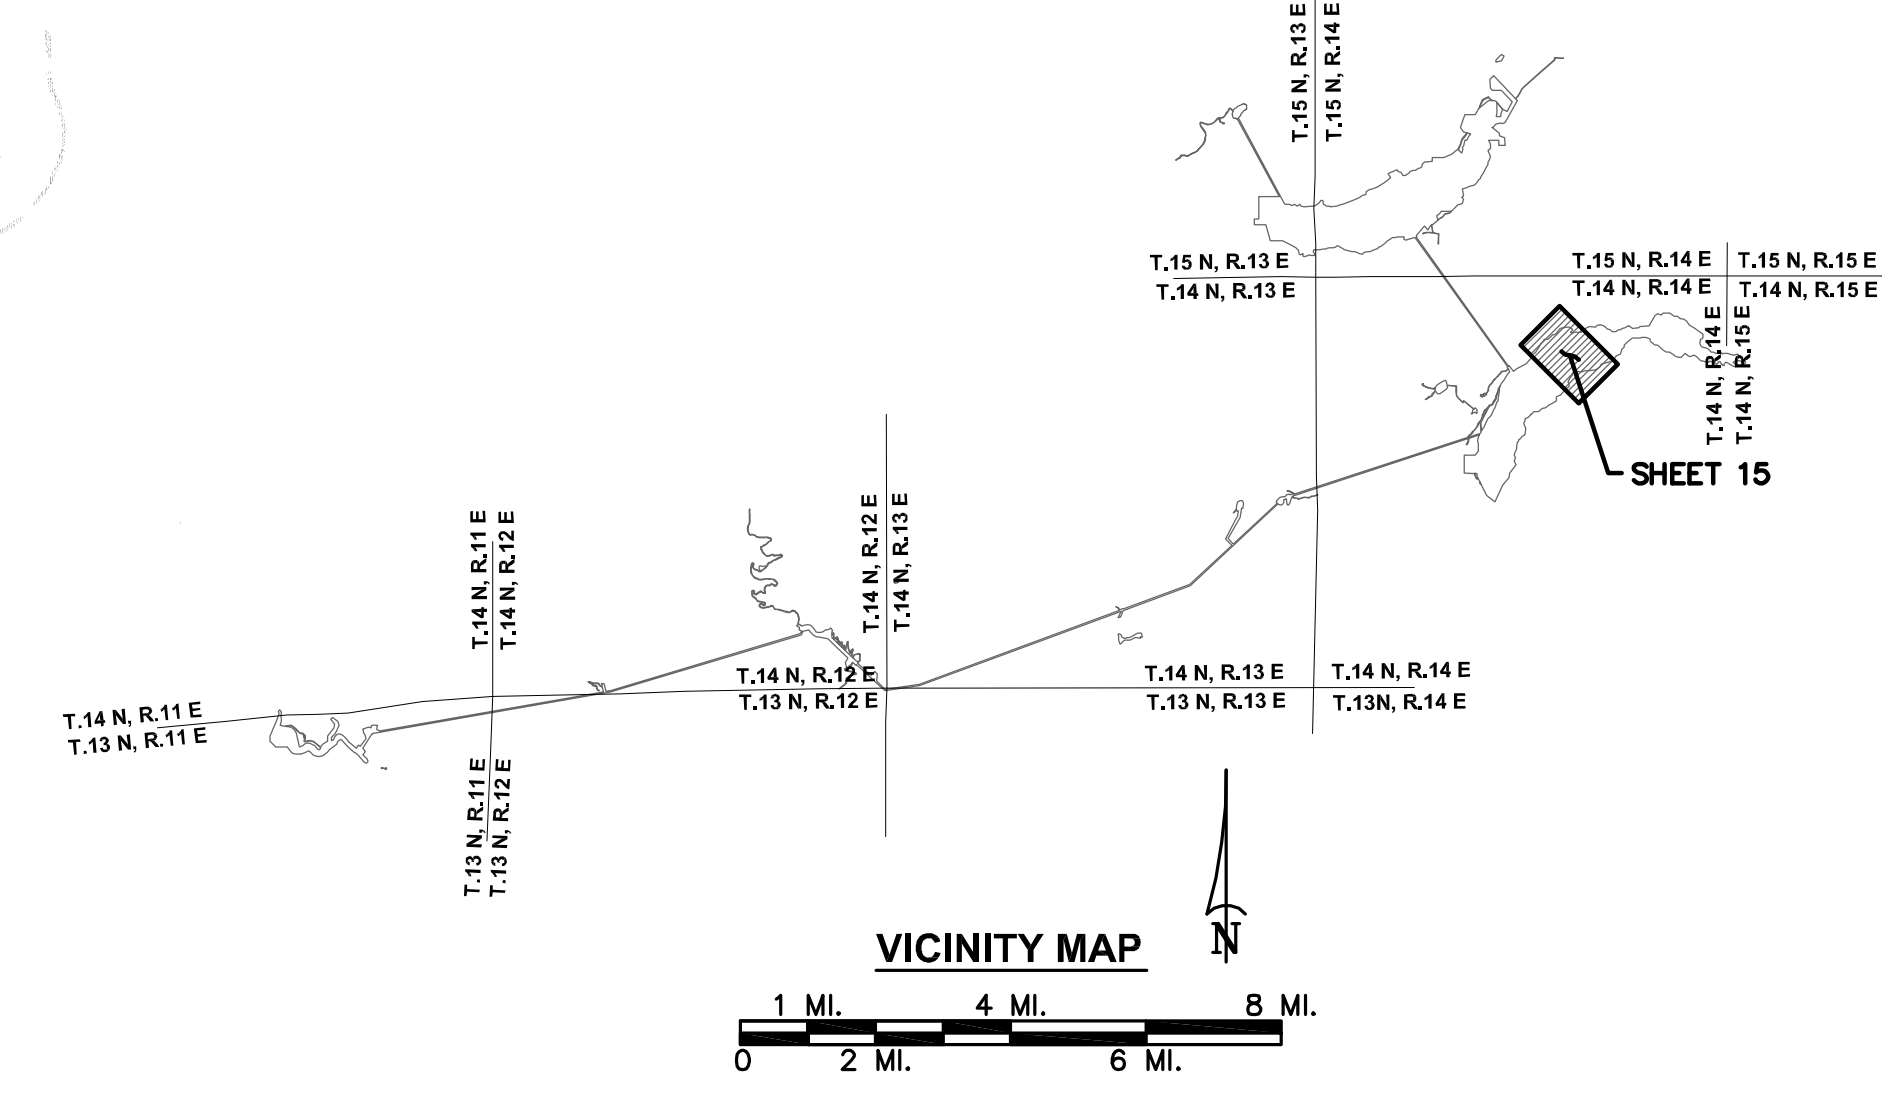 T.15 N, R.13 E
T.15 N, R.14 E
T.15 N, R.13 E
T.14 N, R.13 E
T.15 N, R.14 E
T.14 N, R.14 E
T.15 N, R.15 E
T.14 N, R.15 E
T.14 N, R.14 E
T.14 N, R.15 E
SHEET 15
T.14 N, R.11 E
T.14 N, R.12 E
T.14 N, R.12 E
T.14 N, R.13 E
T.14 N, R.12 E
T.13 N, R.12 E
T.14 N, R.13 E
T.13 N, R.13 E
T.14 N, R.14 E
T.13N, R.14 E
T.14 N, R.11 E
T.13 N, R.11 E
T.13 N, R.11 E
T.13 N, R.12 E
N
VICINITY MAP
1 MI. 4 MI. 8 MI.
0 2 MI. 6 MI.